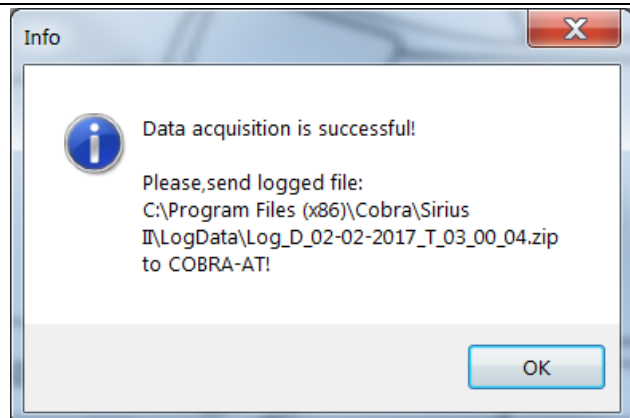 Info
Data acquisition is successful!
Please,send logged file:
C:\Program Files (x86)\Cobra\Sirius
II\LogData\Log_D_02-02-2017_T_03_00_04.zip
to COBRA-AT!
OK